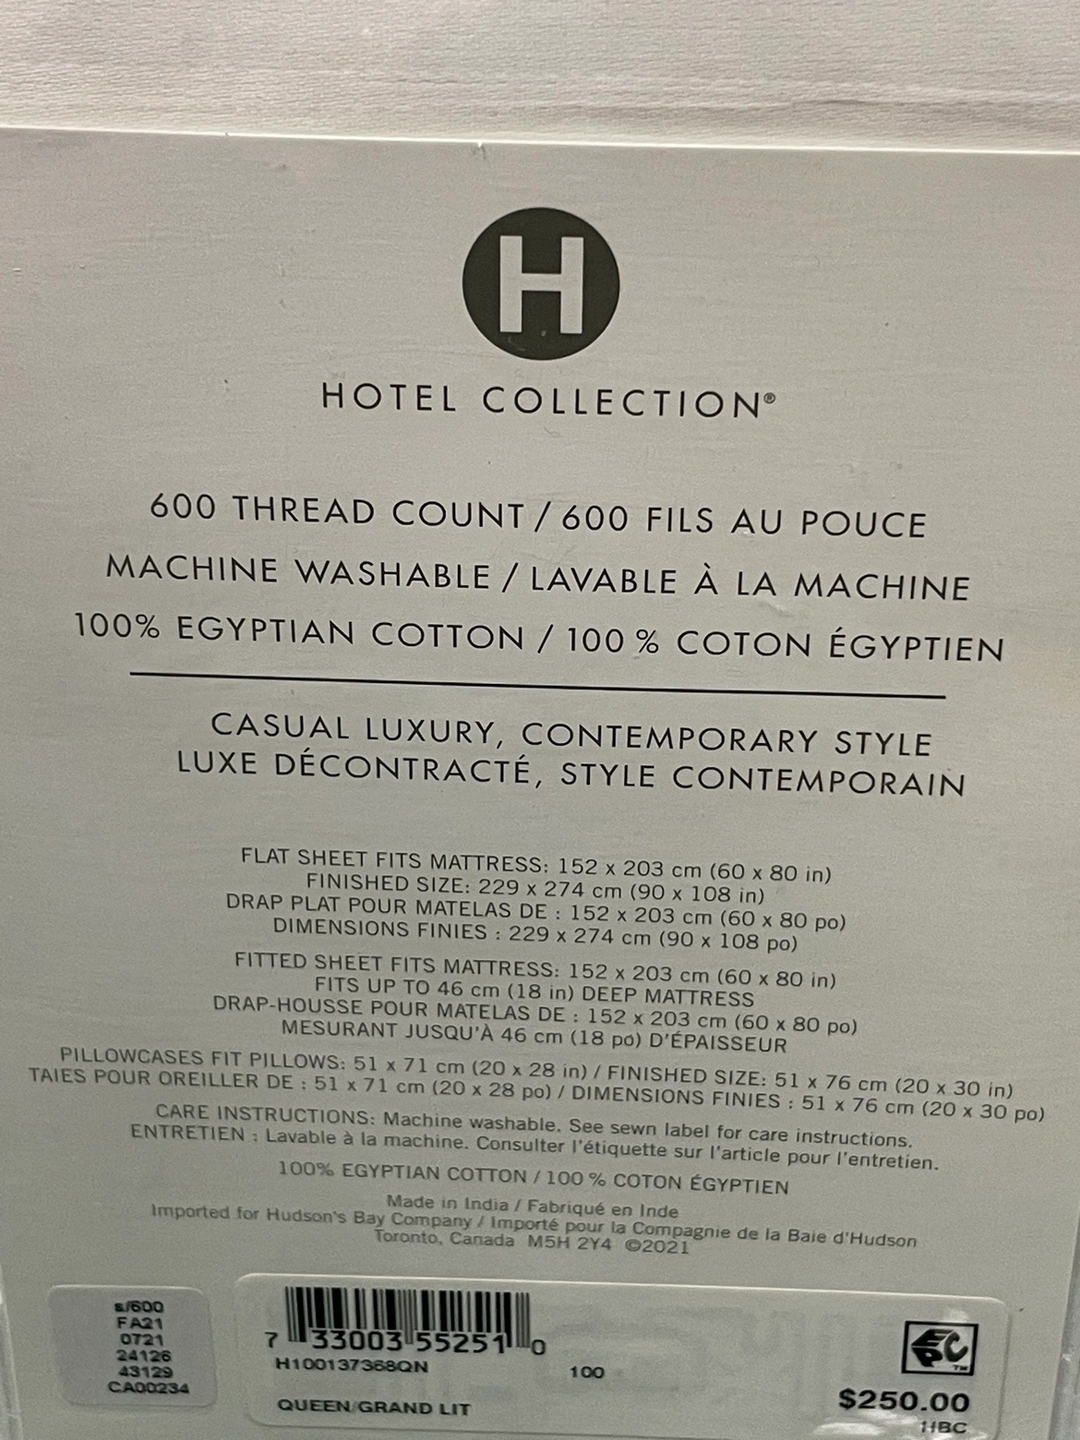 H
HOTEL COLLECTION®
600 THREAD COUNT / 600 FILS AU POUCE
MACHINE WASHABLE / LAVABLE À LA MACHINE
100% EGYPTIAN COTTON / 100 % COTON ÉGYPTIEN
CASUAL LUXURY, CONTEMPORARY STYLE
LUXE DÉCONTRACTÉ, STYLE CONTEMPORAIN
FLAT SHEET FITS MATTRESS: 152 x 203 cm (60 x 80 in)
FINISHED SIZE: 229 x 274 cm (90 x 108 in)
DRAP PLAT POUR MATELAS DE : 152 x 203 cm (60 x 80 po)
DIMENSIONS FINIES : 229 x 274 cm (90 x 108 po)
FITTED SHEET FITS MATTRESS: 152 x 203 cm (60 x 80 in)
FITS UP TO 46 cm (18 in) DEEP MATTRESS
DRAP-HOUSSE POUR MATELAS DE : 152 x 203 cm (60 x 80 po)
MESURANT JUSQU'À 46 cm (18 po) D'ÉPAISSEUR
PILLOWCASES FIT PILLOWS: 51 x 71 cm (20 x 28 in) / FINISHED SIZE: 51 x 76 cm (20 x 30 in)
TAIES POUR OREILLER DE : 51 x 71 cm (20 x 28 po) / DIMENSIONS FINIES : 51 x 76 cm (20 x 30 po)
CARE INSTRUCTIONS: Machine washable. See sewn label for care instructions.
ENTRETIEN : Lavable à la machine. Consulter l'étiquette sur l'article pour l'entretien.
100% EGYPTIAN COTTON / 100 % COTON ÉGYPTIEN
Made in India / Fabriqué en Inde
Imported for Hudson's Bay Company / Importé pour la Compagnie de la Baie d'Hudson
Toronto, Canada M5H 2Y4 ©2021
s/600
FA21
0721
24126
43129
CA00234
7 33003 55251 0
H100137368QN
100
QUEEN/GRAND LIT
EPC™
$250.00
HBC